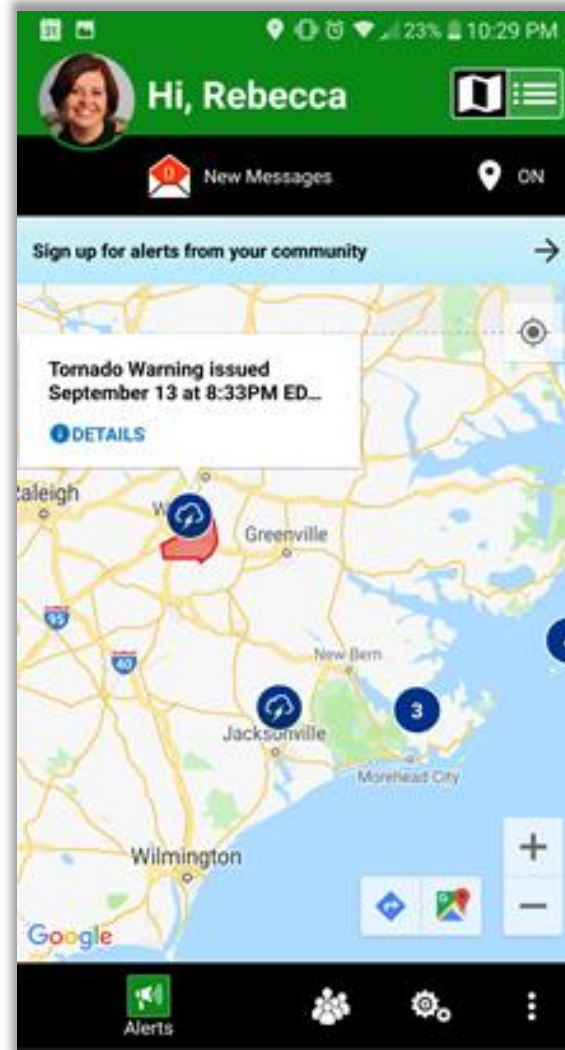 31
23% 10:29 PM
Hi, Rebecca
0
New Messages
ON
Sign up for alerts from your community
Tornado Warning issued
September 13 at 8:33PM ED...
DETAILS
aleigh
W
Greenville
95
40
New Bern
3
Jacksonville
Morehead City
Wilmington
Google
Alerts